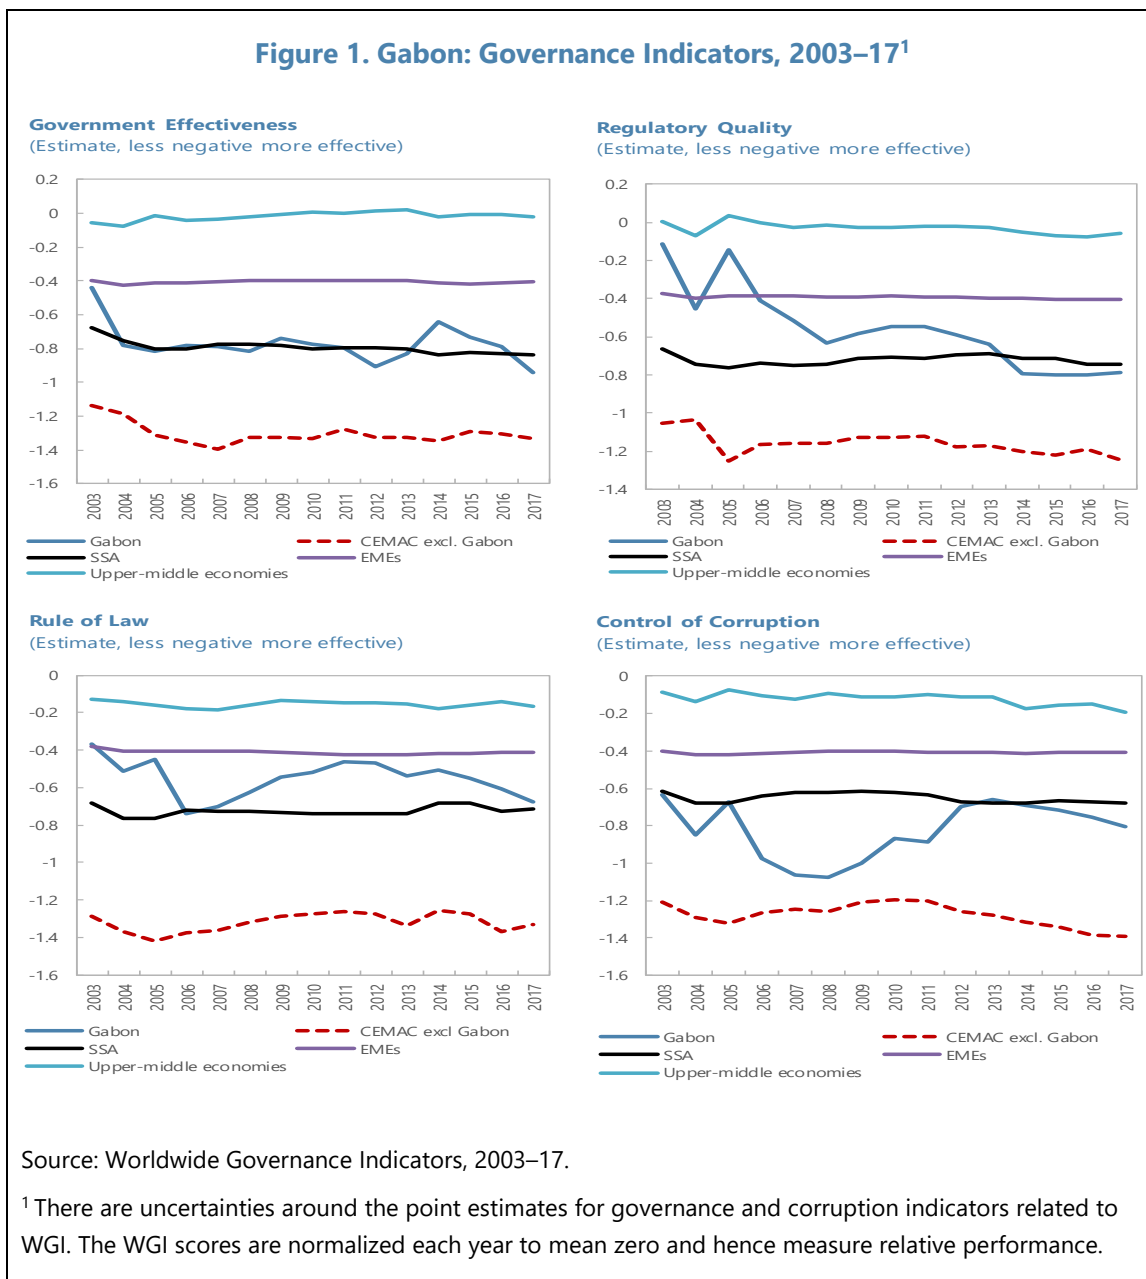 Figure 1. Gabon: Governance Indicators, 2003–17¹
Government Effectiveness
(Estimate, less negative more effective)
0.2
0
-0.2
-0.4
-0.6
-0.8
-1
-1.2
-1.4
-1.6
2003 2004 2005 2006 2007 2008 2009 2010 2011 2012 2013 2014 2015 2016 2017
Gabon CEMAC excl. Gabon
SSA EMEs
Upper-middle economies
Regulatory Quality
(Estimate, less negative more effective)
0.2
0
-0.2
-0.4
-0.6
-0.8
-1
-1.2
-1.4
2003 2004 2005 2006 2007 2008 2009 2010 2011 2012 2013 2014 2015 2016 2017
Gabon CEMAC excl. Gabon
SSA EMEs
Upper-middle economies
Rule of Law
(Estimate, less negative more effective)
0
-0.2
-0.4
-0.6
-0.8
-1
-1.2
-1.4
-1.6
2003 2004 2005 2006 2007 2008 2009 2010 2011 2012 2013 2014 2015 2016 2017
Gabon CEMAC excl Gabon
SSA EMEs
Upper-middle economies
Control of Corruption
(Estimate, less negative more effective)
0
-0.2
-0.4
-0.6
-0.8
-1
-1.2
-1.4
-1.6
2003 2004 2005 2006 2007 2008 2009 2010 2011 2012 2013 2014 2015 2016 2017
Gabon CEMAC excl. Gabon
SSA EMEs
Upper-middle economies
Source: Worldwide Governance Indicators, 2003–17.
¹ There are uncertainties around the point estimates for governance and corruption indicators related to
WGI. The WGI scores are normalized each year to mean zero and hence measure relative performance.